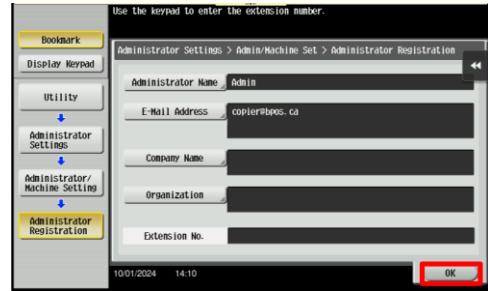 Use the keypad to enter the extension number.
Bookmark
Display Keypad
Utility
Administrator
Settings
Administrator/
Machine Setting
Administrator
Registration
Administrator Settings > Admin/Machine Set > Administrator Registration
Administrator Name
Admin
E-Mail Address
copier@bpos.ca
Company Name
Organization
Extension No.
10/01/2024 14:10
OK